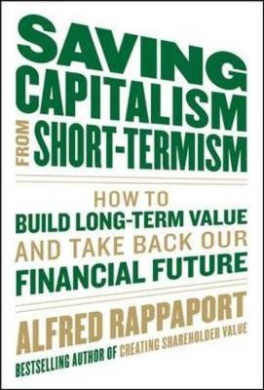 SAVING
CAPITALISM
FROM SHORT-TERMISM
HOW TO
BUILD LONG-TERM VALUE
AND TAKE BACK OUR
FINANCIAL FUTURE
ALFRED RAPPAPORT
BESTSELLING AUTHOR OF CREATING SHAREHOLDER VALUE